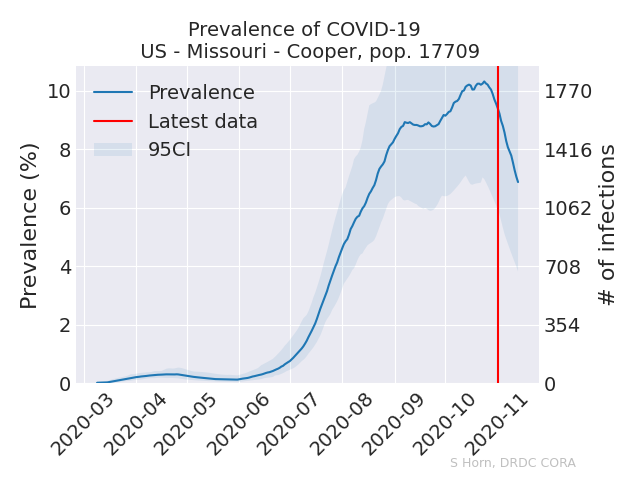 Prevalence of COVID-19
US - Missouri - Cooper, pop. 17709
Prevalence
Latest data
95CI
Prevalence (%)
10
8
6
4
2
0
1770
1416
1062
708
354
0
# of infections
2020-03
2020-04
2020-05
2020-06
2020-07
2020-08
2020-09
2020-10
2020-11
S Horn, DRDC CORA